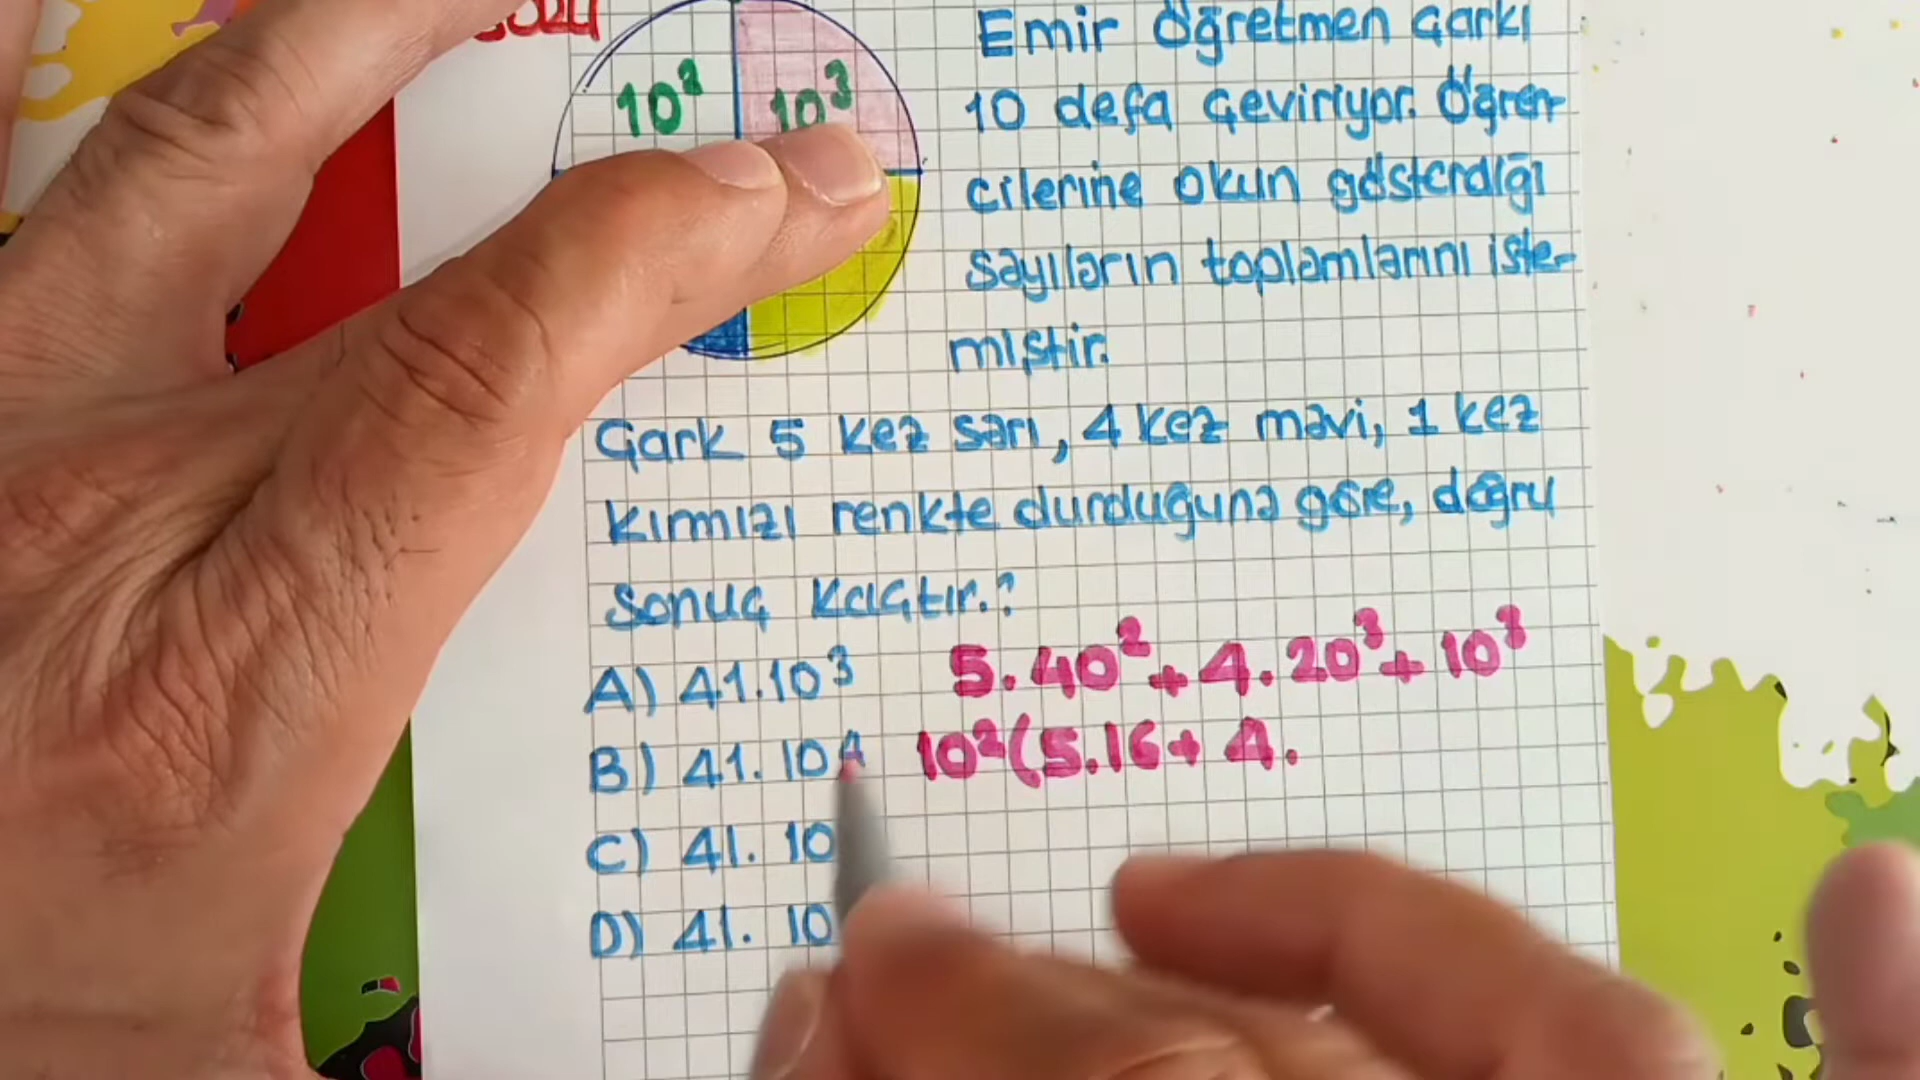 10² 10³
Emir Öğretmen çarkı
10 defa çeviriyor. Öğren-
cilerine okun gösterdiği
sayıların toplamlarını iste-
miştir.
Çark 5 kez sarı, 4 kez mavi, 1 kez
kırmızı renkte durduğuna göre, doğru
sonuç kaçtır.?
A) 41.10³
B) 41.10⁴
C) 41. 10
D) 41. 10
5.40²+4.20³+10³
10²(5.16+ 4.